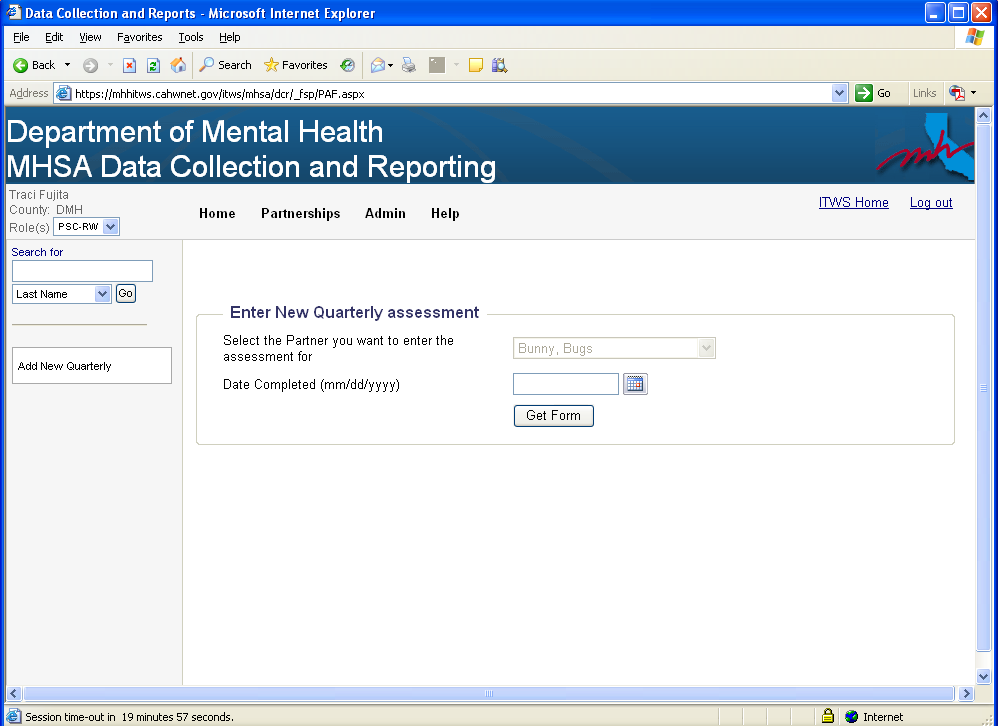 Data Collection and Reports - Microsoft Internet Explorer
File Edit View Favorites Tools Help
Back Search Favorites
Address https://mhhitws.cahwnet.gov/itws/mhsa/dcr/_fsp/PAF.aspx Go Links
Department of Mental Health
MHSA Data Collection and Reporting
mh
Traci Fujita
County: DMH
Role(s) PSC-RW
Home Partnerships Admin Help
ITWS Home Log out
Search for
Last Name Go
Add New Quarterly
Enter New Quarterly assessment
Select the Partner you want to enter the
assessment for
Bunny, Bugs
Date Completed (mm/dd/yyyy)
Get Form
Session time-out in 19 minutes 57 seconds. Internet